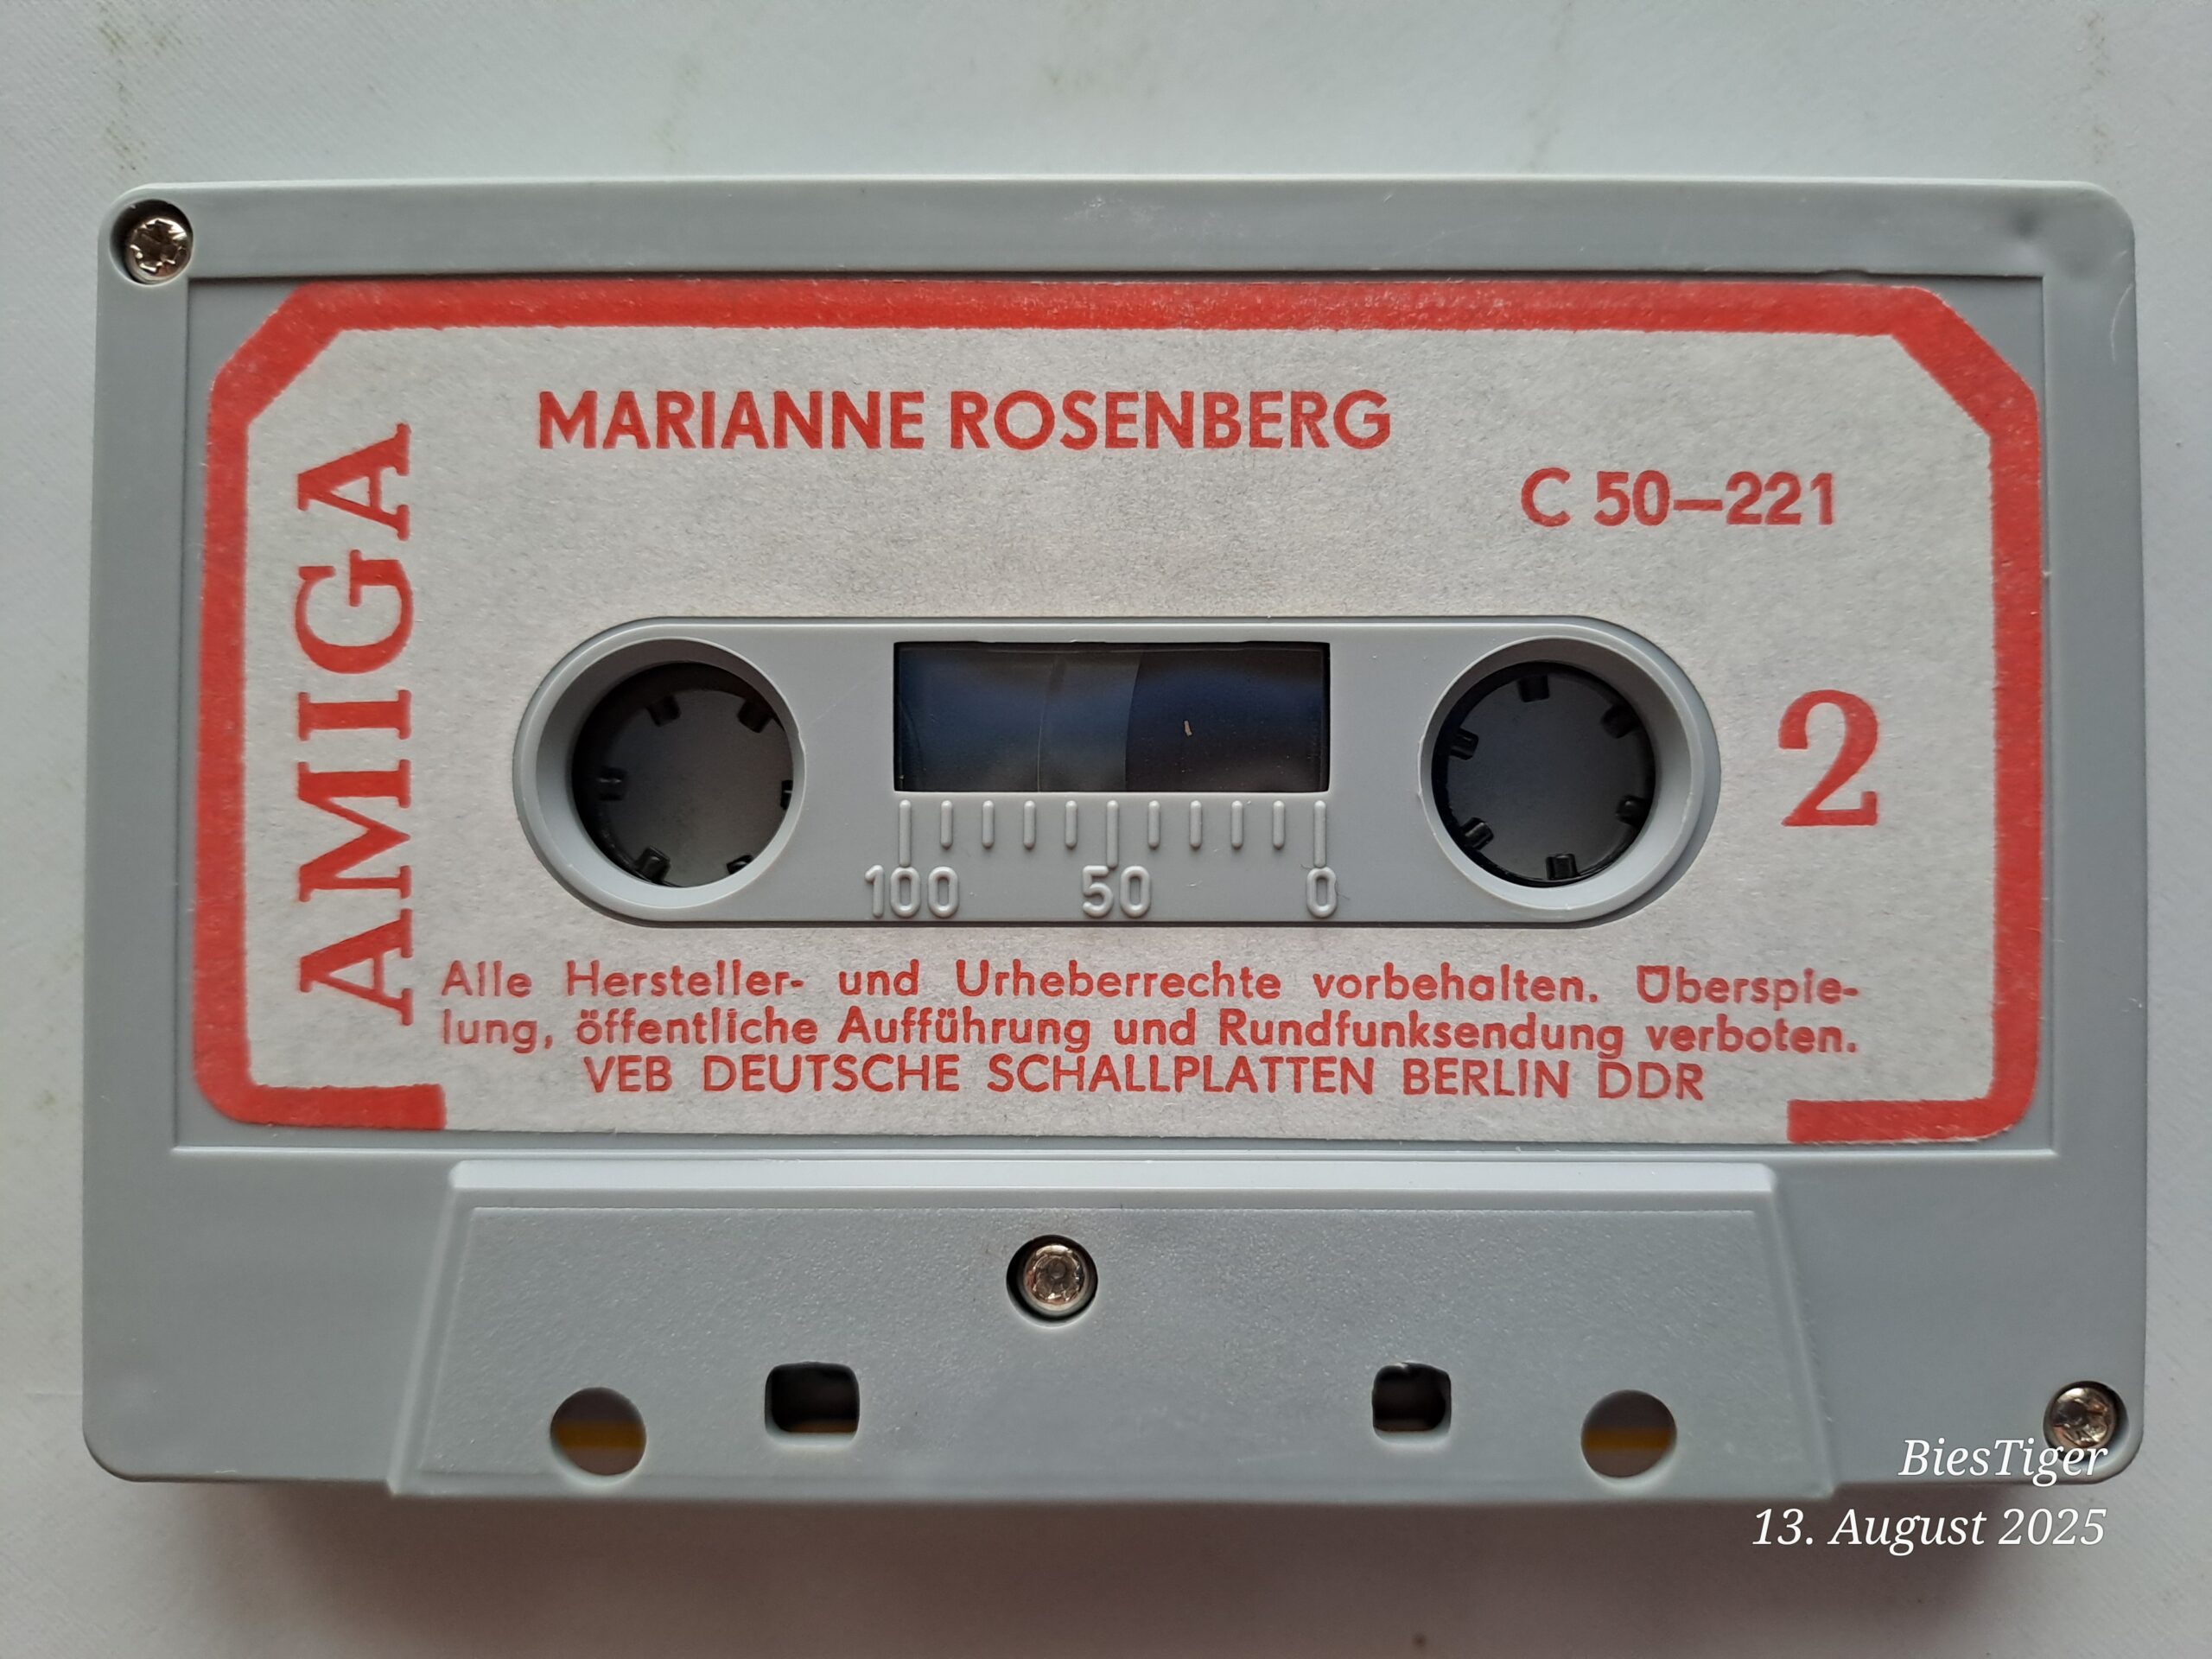 MARIANNE ROSENBERG
C 50–221
AMIGA
2
100 50 0
Alle Hersteller- und Urheberrechte vorbehalten. Überspie-
lung, öffentliche Aufführung und Rundfunksendung verboten.
VEB DEUTSCHE SCHALLPLATTEN BERLIN DDR
BiesTiger
13. August 2025